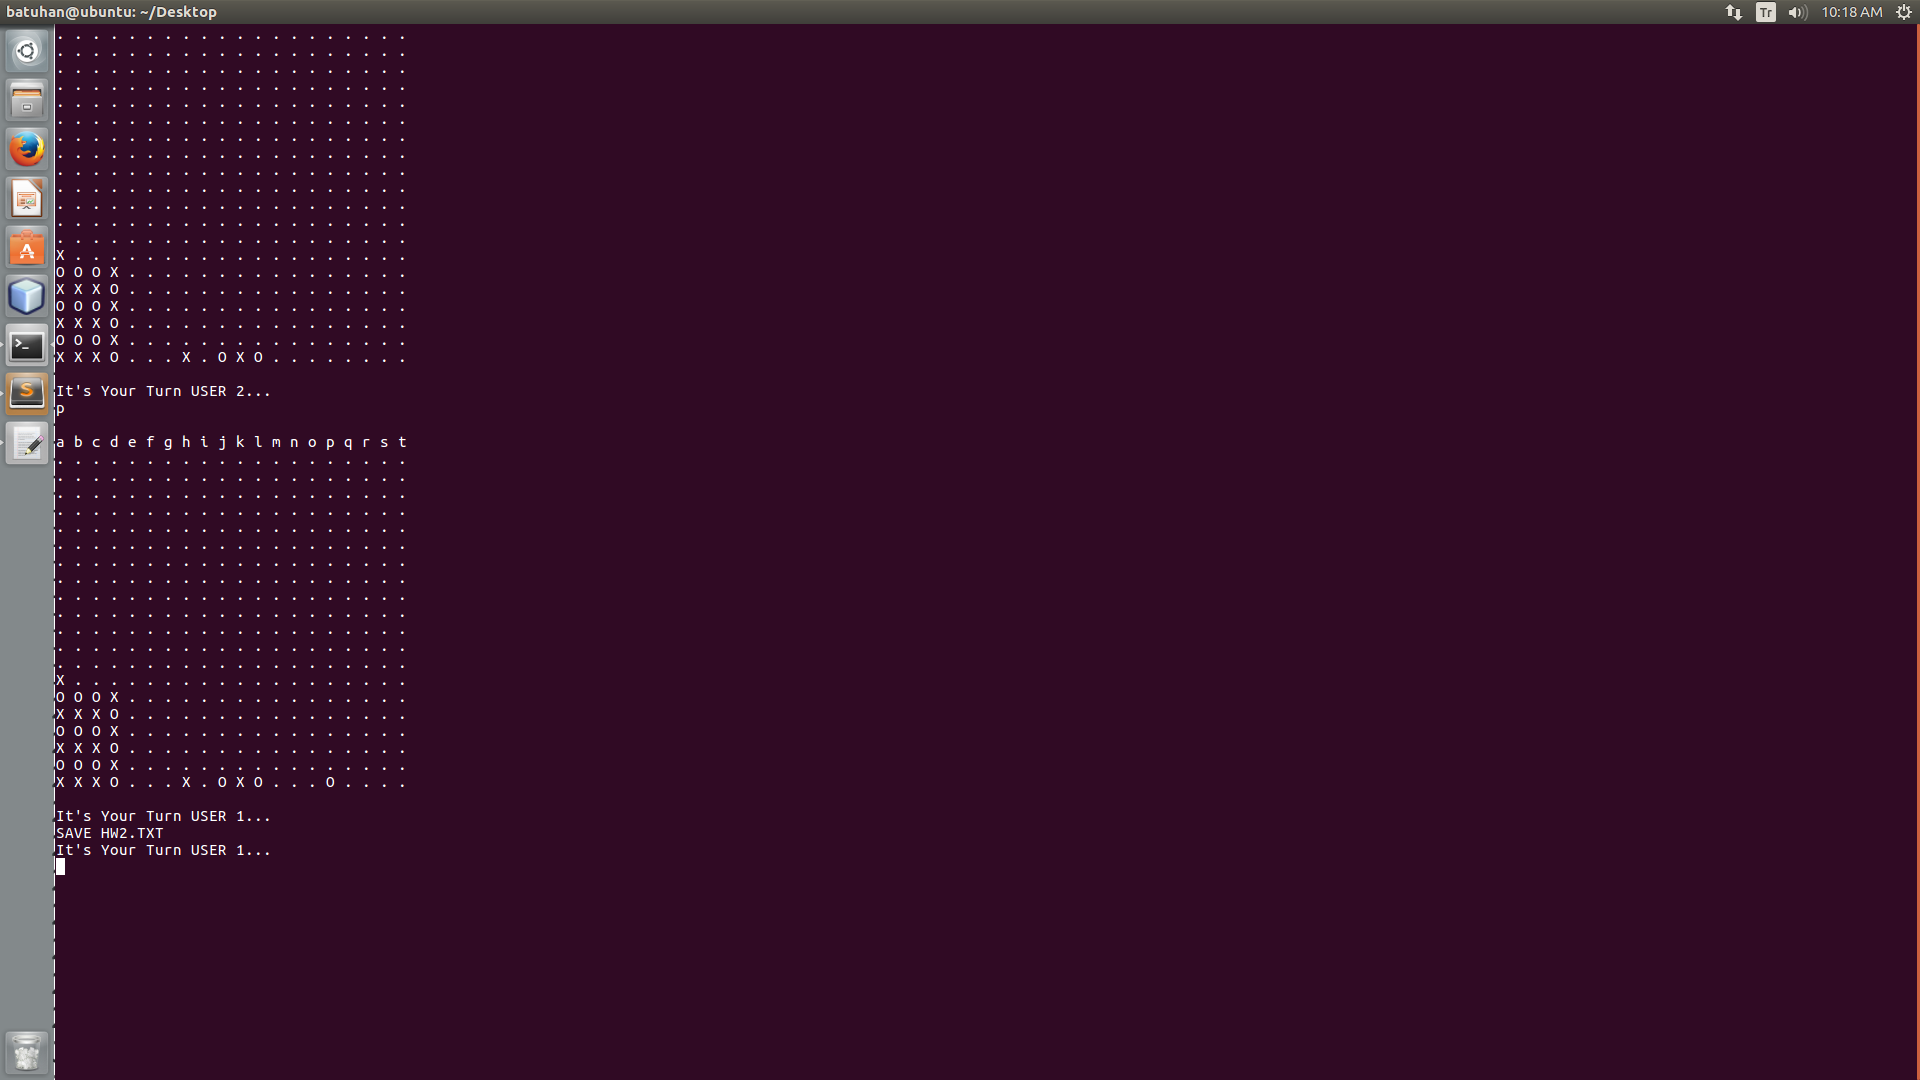 batuhan@ubuntu: ~/Desktop
Tr
10:18 AM
. . . . . . . . . . . . . . . . . . . .
. . . . . . . . . . . . . . . . . . . .
. . . . . . . . . . . . . . . . . . . .
. . . . . . . . . . . . . . . . . . . .
. . . . . . . . . . . . . . . . . . . .
. . . . . . . . . . . . . . . . . . . .
. . . . . . . . . . . . . . . . . . . .
. . . . . . . . . . . . . . . . . . . .
. . . . . . . . . . . . . . . . . . . .
. . . . . . . . . . . . . . . . . . . .
. . . . . . . . . . . . . . . . . . . .
. . . . . . . . . . . . . . . . . . . .
. . . . . . . . . . . . . . . . . . . .
X . . . . . . . . . . . . . . . . . . .
O O O X . . . . . . . . . . . . . . . .
X X X O . . . . . . . . . . . . . . . .
O O O X . . . . . . . . . . . . . . . .
X X X O . . . . . . . . . . . . . . . .
O O O X . . . . . . . . . . . . . . . .
X X X O . . . X . O X O . . . . . . . .
It's Your Turn USER 2...
p
a b c d e f g h i j k l m n o p q r s t
. . . . . . . . . . . . . . . . . . . .
. . . . . . . . . . . . . . . . . . . .
. . . . . . . . . . . . . . . . . . . .
. . . . . . . . . . . . . . . . . . . .
. . . . . . . . . . . . . . . . . . . .
. . . . . . . . . . . . . . . . . . . .
. . . . . . . . . . . . . . . . . . . .
. . . . . . . . . . . . . . . . . . . .
. . . . . . . . . . . . . . . . . . . .
. . . . . . . . . . . . . . . . . . . .
. . . . . . . . . . . . . . . . . . . .
. . . . . . . . . . . . . . . . . . . .
. . . . . . . . . . . . . . . . . . . .
X . . . . . . . . . . . . . . . . . . .
O O O X . . . . . . . . . . . . . . . .
X X X O . . . . . . . . . . . . . . . .
O O O X . . . . . . . . . . . . . . . .
X X X O . . . . . . . . . . . . . . . .
O O O X . . . . . . . . . . . . . . . .
X X X O . . . X . O X O . . . O . . . .
It's Your Turn USER 1...
SAVE HW2.TXT
It's Your Turn USER 1...